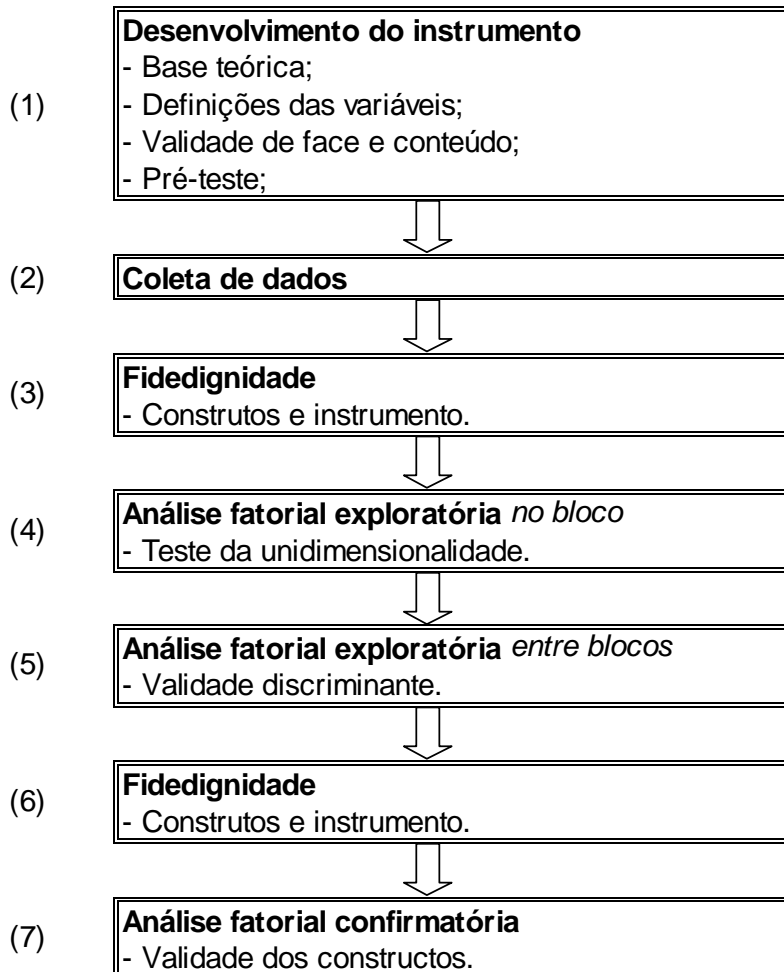 Desenvolvimento do instrumento
- Base teórica;
(1)
- Definições das variáveis;
- Validade de face e conteúdo;
- Pré-teste;
(2)
Coleta de dados
Fidedignidade
(3)
- Construtos e instrumento.
Análise fatorial exploratória no bloco
(4)
- Teste da unidimensionalidade.
Análise fatorial exploratória entre blocos
(5)
- Validade discriminante.
Fidedignidade
(6)
- Construtos e instrumento.
Análise fatorial confirmatória
(7)
- Validade dos constructos.